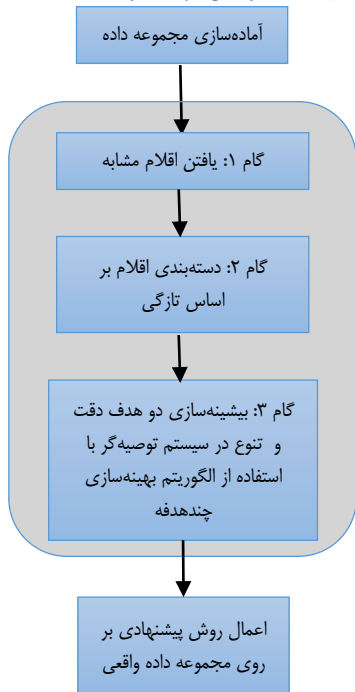 آماده‌سازی مجموعه داده
گام ۱: یافتن اقلام مشابه
گام ۲: دسته‌بندی اقلام بر
اساس تازگی
گام ۳: بیشینه‌سازی دو هدف دقت
و تنوع در سیستم توصیه‌گر با
استفاده از الگوریتم بهینه‌سازی
چندهدفه
اعمال روش پیشنهادی بر
روی مجموعه داده واقعی